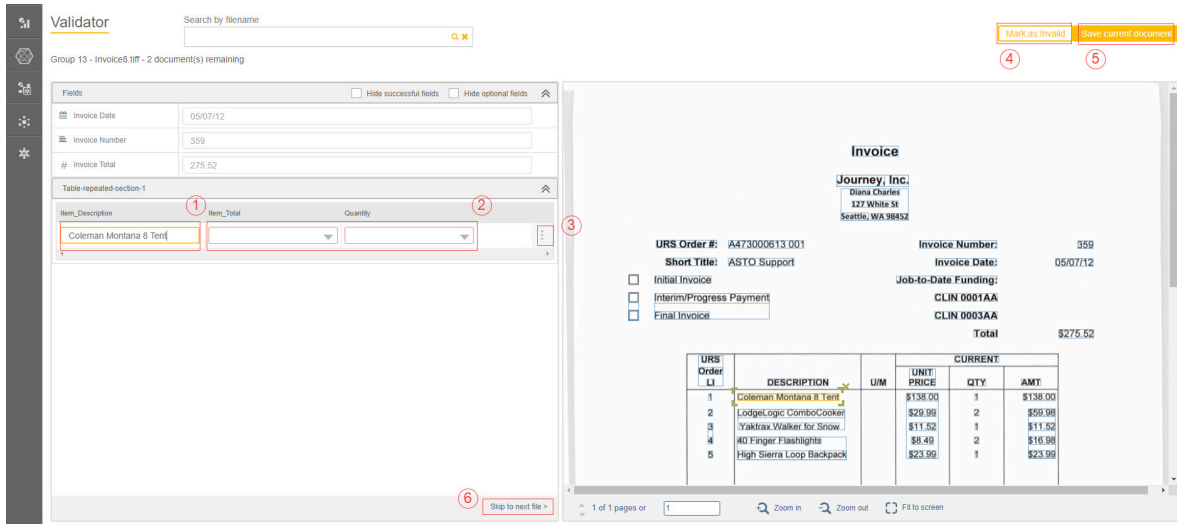 Validator
Search by filename
Mark as Invalid
Save current document
4
5
Group 13 - Invoice8.tiff - 2 document(s) remaining
Fields
Hide successful fields
Hide optional fields
Invoice Date
05/07/12
Invoice Number
359
Invoice Total
275.52
Table-repeated-section-1
1
2
Item_Description
Item_Total
Quantity
3
Coleman Montana 8 Tent
6
Skip to next file >
Invoice
Journey, Inc.
Diana Charles
127 White St
Seattle, WA 98452
URS Order #: A473000613 001
Invoice Number: 359
Short Title: ASTO Support
Invoice Date: 05/07/12
Initial Invoice
Job-to-Date Funding:
Interim/Progress Payment
CLIN 0001AA
Final Invoice
CLIN 0003AA
Total $275.52
URS Order LI DESCRIPTION U/M UNIT PRICE CURRENT QTY AMT
1 Coleman Montana 8 Tent $138.00 1 $138.00
2 LodgeLogic ComboCooker $29.99 2 $59.98
3 Yaktrax Walker for Snow $11.52 1 $11.52
4 40 Finger Flashlights $8.49 2 $16.98
5 High Sierra Loop Backpack $23.99 1 $23.99
1 of 1 pages or 1
Zoom in
Zoom out
Fit to screen